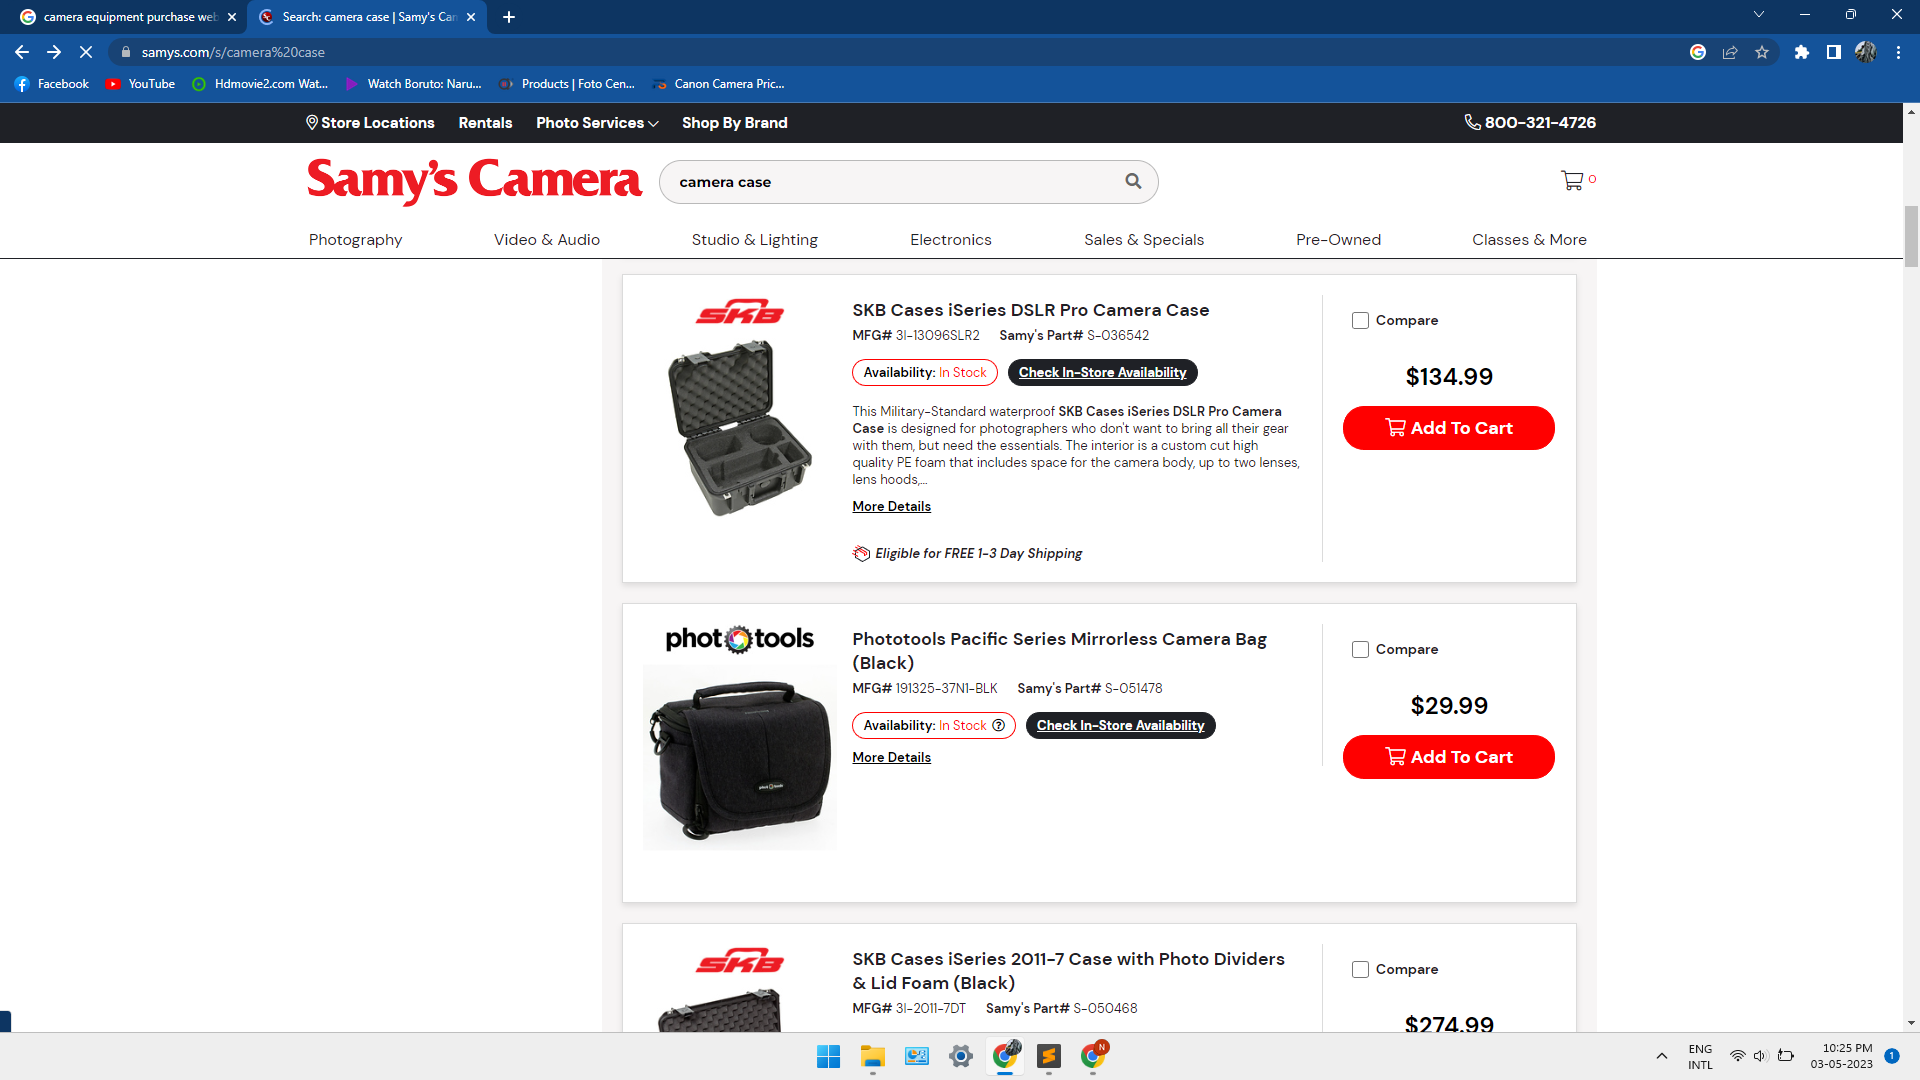 camera equipment purchase web
Search: camera case | Samy's Cam
samys.com/s/camera%20case
Facebook
YouTube
Hdmovie2.com Wat...
Watch Boruto: Naru...
Products | Foto Cen...
Canon Camera Pric...
Store Locations
Rentals
Photo Services
Shop By Brand
800-321-4726
Samy's Camera
camera case
0
Photography
Video & Audio
Studio & Lighting
Electronics
Sales & Specials
Pre-Owned
Classes & More
SKB
SKB Cases iSeries DSLR Pro Camera Case
MFG# 3I-13096SLR2 Samy's Part# S-036542
Availability: In Stock
Check In-Store Availability
This Military-Standard waterproof SKB Cases iSeries DSLR Pro Camera
Case is designed for photographers who don't want to bring all their gear
with them, but need the essentials. The interior is a custom cut high
quality PE foam that includes space for the camera body, up to two lenses,
lens hoods,...
More Details
Eligible for FREE 1-3 Day Shipping
Compare
$134.99
Add To Cart
phot tools
Phototools Pacific Series Mirrorless Camera Bag
(Black)
MFG# 191325-37N1-BLK Samy's Part# S-051478
Availability: In Stock ?
Check In-Store Availability
More Details
phot tools
Compare
$29.99
Add To Cart
SKB
SKB Cases iSeries 2011-7 Case with Photo Dividers
& Lid Foam (Black)
MFG# 3I-2011-7DT Samy's Part# S-050468
Compare
$274.99
N
ENG
INTL
10:25 PM
03-05-2023
1